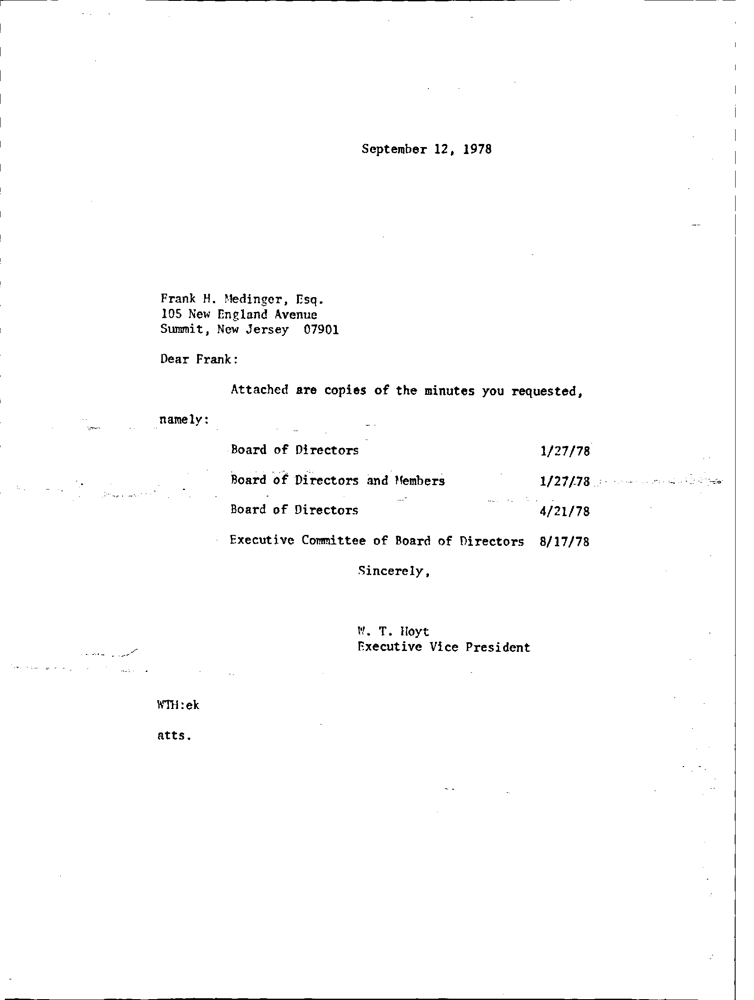 September 12, 1978
Frank H. Medinger, Esq.
105 New England Avenue
Summit, New Jersey 07901
Dear Frank:
Attached are copies of the minutes you requested,
namely:
Board of Directors 1/27/78
Board of Directors and Members 1/27/78
Board of Directors 4/21/78
Executive Committee of Board of Directors 8/17/78
Sincerely,
W. T. Hoyt
Executive Vice President
WTH:ek
atts.